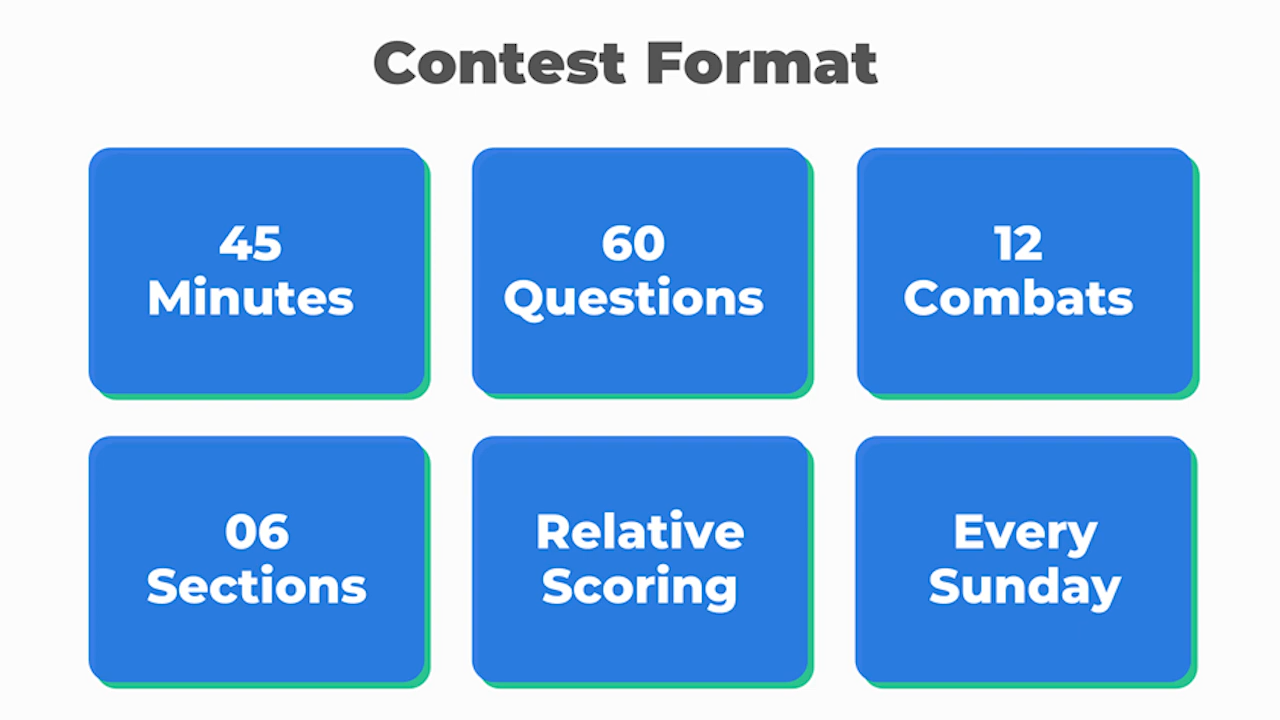 Contest Format
45
Minutes
60
Questions
12
Combats
06
Sections
Relative
Scoring
Every
Sunday